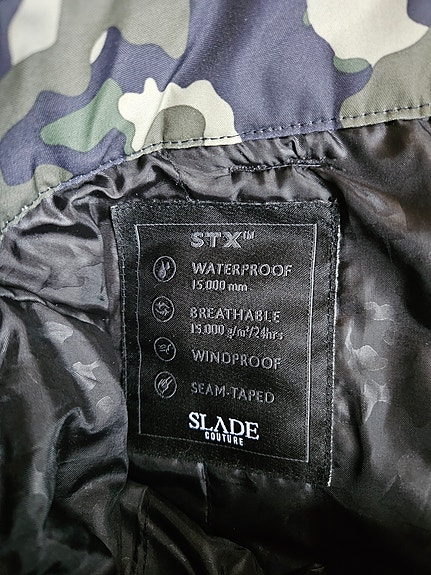 STX™
WATERPROOF
15.000 mm
BREATHABLE
15.000 g/m²/24hrs
WINDPROOF
SEAM-TAPED
SLADE
COUTURE